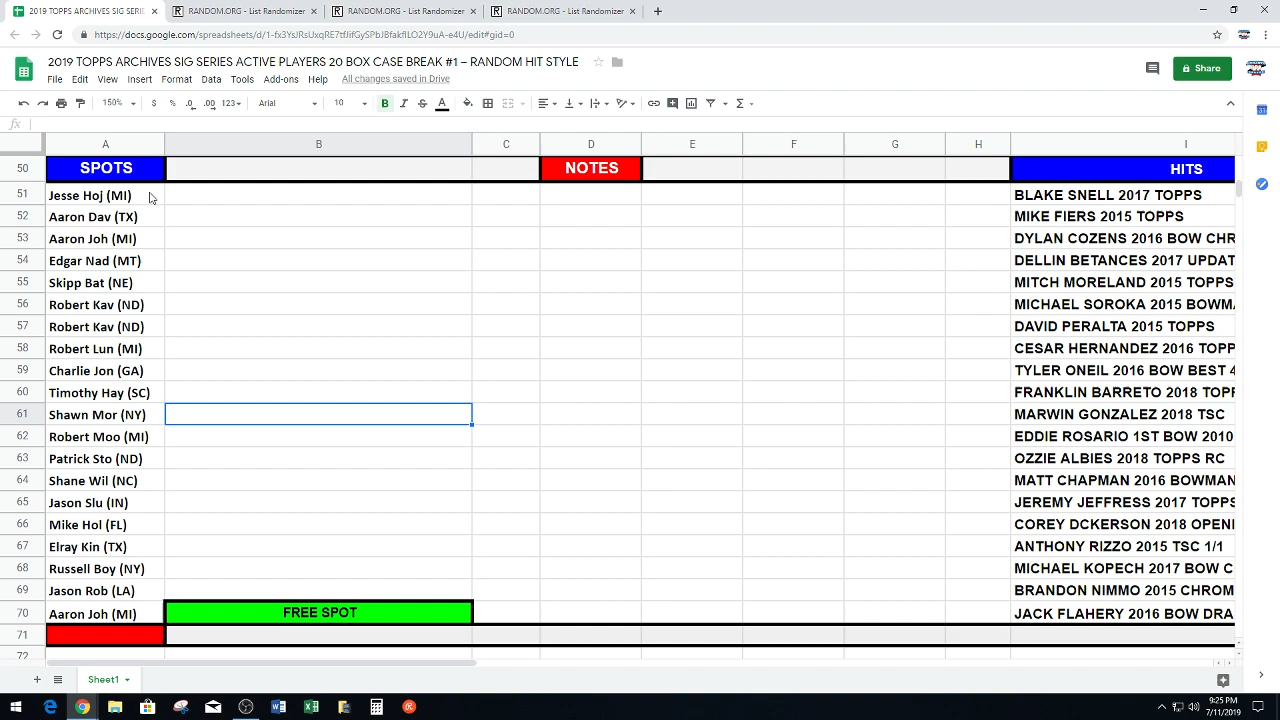 2019 TOPPS ARCHIVES SIG SERIE
RANDOM.ORG - List Randomizer
RANDOM.ORG - List Randomizer
RANDOM.ORG - List Randomizer
https://docs.google.com/spreadsheets/d/1-fx3YsJRsUxqRE7tfJifGySPbJBfakflLO2Y9uA-e4U/edit#gid=0
2019 TOPPS ARCHIVES SIG SERIES ACTIVE PLAYERS 20 BOX CASE BREAK #1 – RANDOM HIT STYLE
File Edit View Insert Format Data Tools Add-ons Help All changes saved in Drive
Share
150% $ % .0 .00 123 Arial 10 B I S A
fx
A B C D E F G H I
50 SPOTS NOTES HITS
51 Jesse Hoj (MI) BLAKE SNELL 2017 TOPPS
52 Aaron Dav (TX) MIKE FIERS 2015 TOPPS
53 Aaron Joh (MI) DYLAN COZENS 2016 BOW CHR
54 Edgar Nad (MT) DELLIN BETANCES 2017 UPDAT
55 Skipp Bat (NE) MITCH MORELAND 2015 TOPPS
56 Robert Kav (ND) MICHAEL SOROKA 2015 BOWMA
57 Robert Kav (ND) DAVID PERALTA 2015 TOPPS
58 Robert Lun (MI) CESAR HERNANDEZ 2016 TOPP
59 Charlie Jon (GA) TYLER ONEIL 2016 BOW BEST 4
60 Timothy Hay (SC) FRANKLIN BARRETO 2018 TOPP
61 Shawn Mor (NY) MARWIN GONZALEZ 2018 TSC
62 Robert Moo (MI) EDDIE ROSARIO 1ST BOW 2010
63 Patrick Sto (ND) OZZIE ALBIES 2018 TOPPS RC
64 Shane Wil (NC) MATT CHAPMAN 2016 BOWMAN
65 Jason Slu (IN) JEREMY JEFFRESS 2017 TOPPS
66 Mike Hol (FL) COREY DCKERSON 2018 OPENI
67 Elray Kin (TX) ANTHONY RIZZO 2015 TSC 1/1
68 Russell Boy (NY) MICHAEL KOPECH 2017 BOW C
69 Jason Rob (LA) BRANDON NIMMO 2015 CHROM
70 Aaron Joh (MI) FREE SPOT JACK FLAHERY 2016 BOW DRA
71
72
Sheet1
9:25 PM
7/11/2019